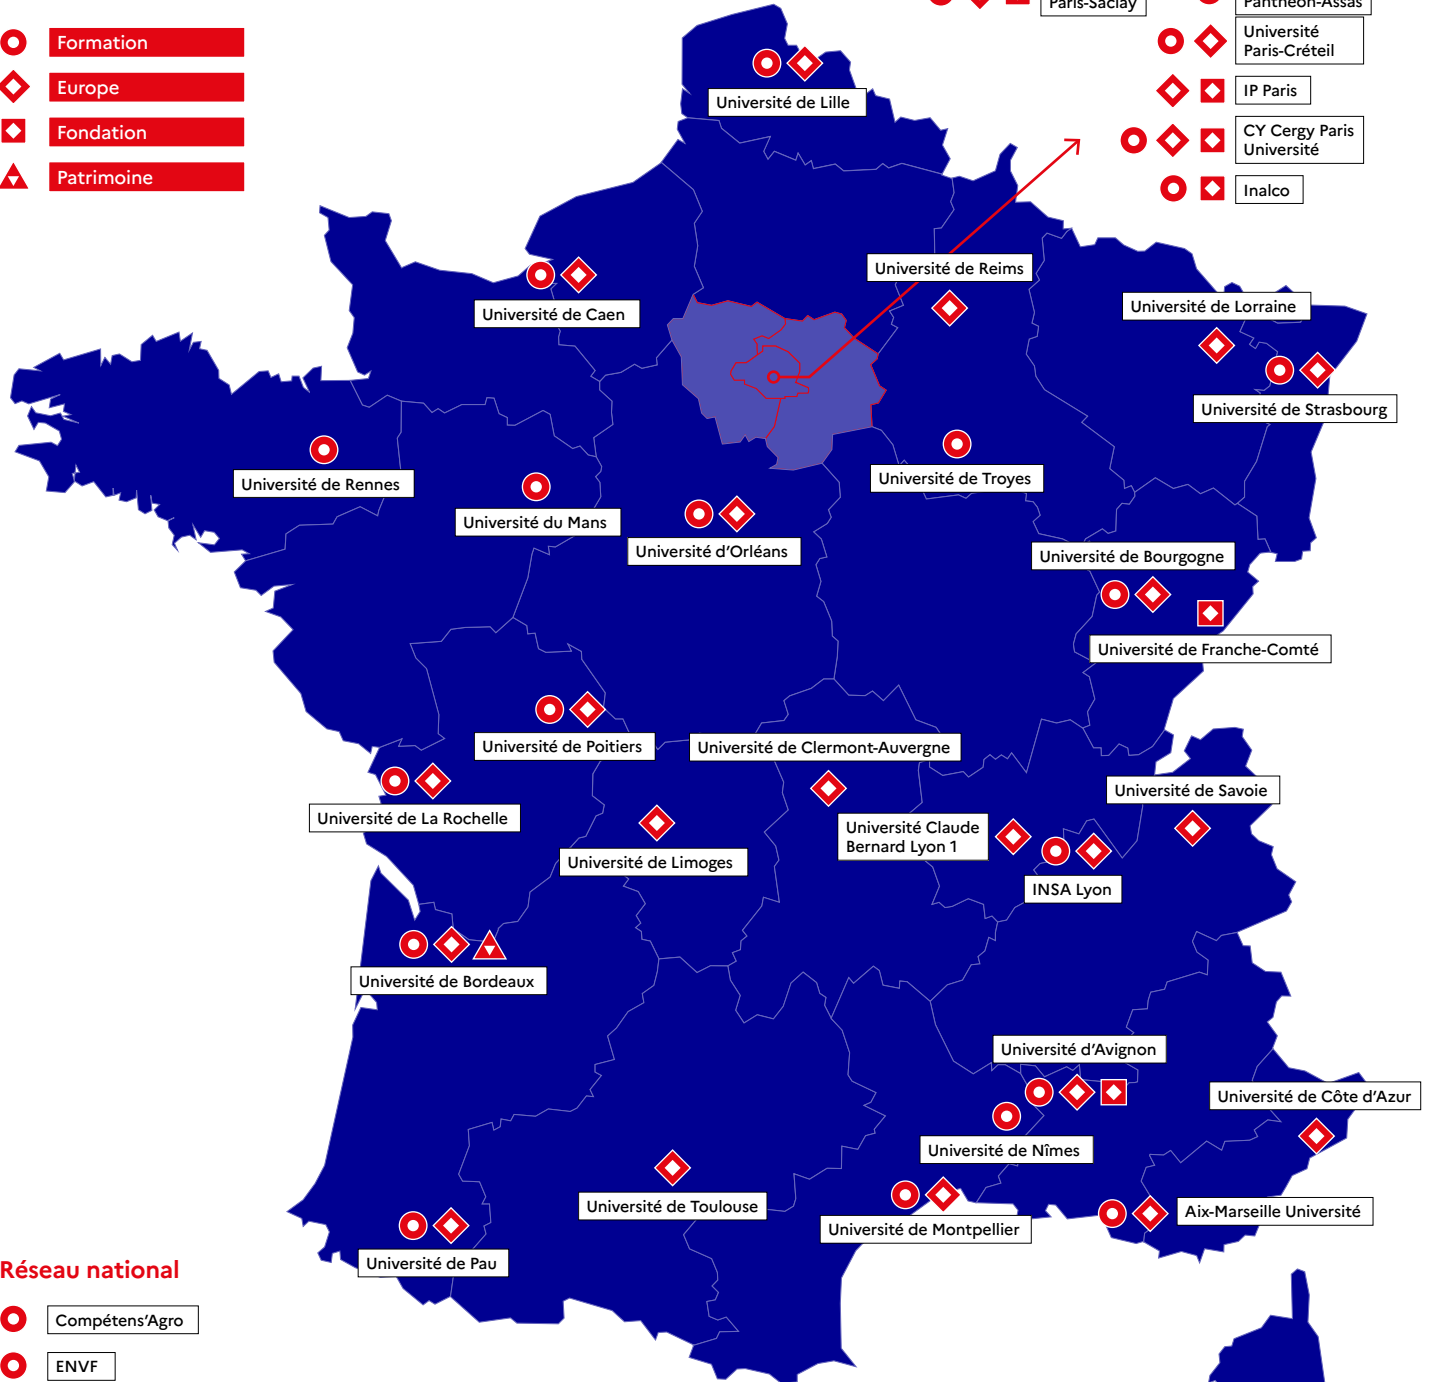 Paris-Saclay
Panthéon-Assas
Formation
Europe
Fondation
Patrimoine
Université
Paris-Créteil
IP Paris
CY Cergy Paris
Université
Inalco
Université de Lille
Université de Reims
Université de Caen
Université de Lorraine
Université de Strasbourg
Université de Rennes
Université de Troyes
Université du Mans
Université d'Orléans
Université de Bourgogne
Université de Franche-Comté
Université de Poitiers
Université de Clermont-Auvergne
Université de Savoie
Université de La Rochelle
Université Claude
Bernard Lyon 1
Université de Limoges
INSA Lyon
Université de Bordeaux
Université d'Avignon
Université de Côte d'Azur
Université de Nîmes
Université de Toulouse
Université de Montpellier
Aix-Marseille Université
Université de Pau
Réseau national
Compétens'Agro
ENVF